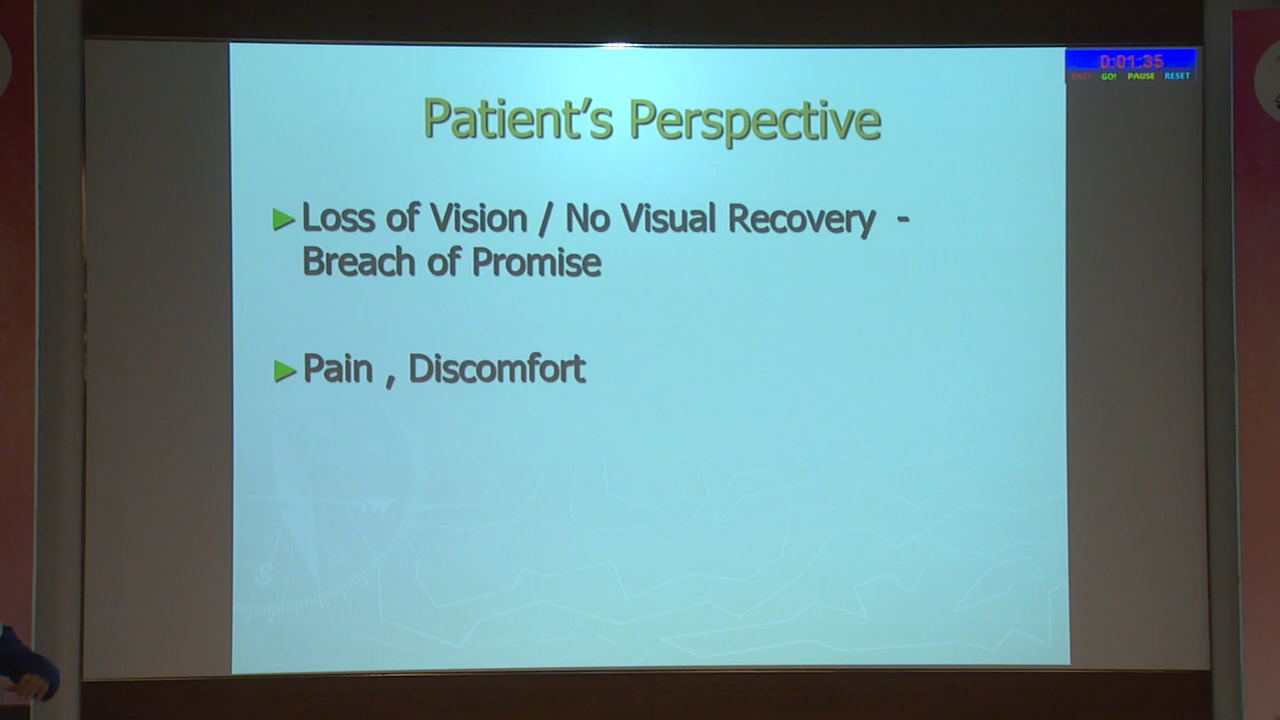 0:01:35
EXIT GO! PAUSE RESET
Patient's Perspective
►Loss of Vision / No Visual Recovery -
Breach of Promise
►Pain , Discomfort